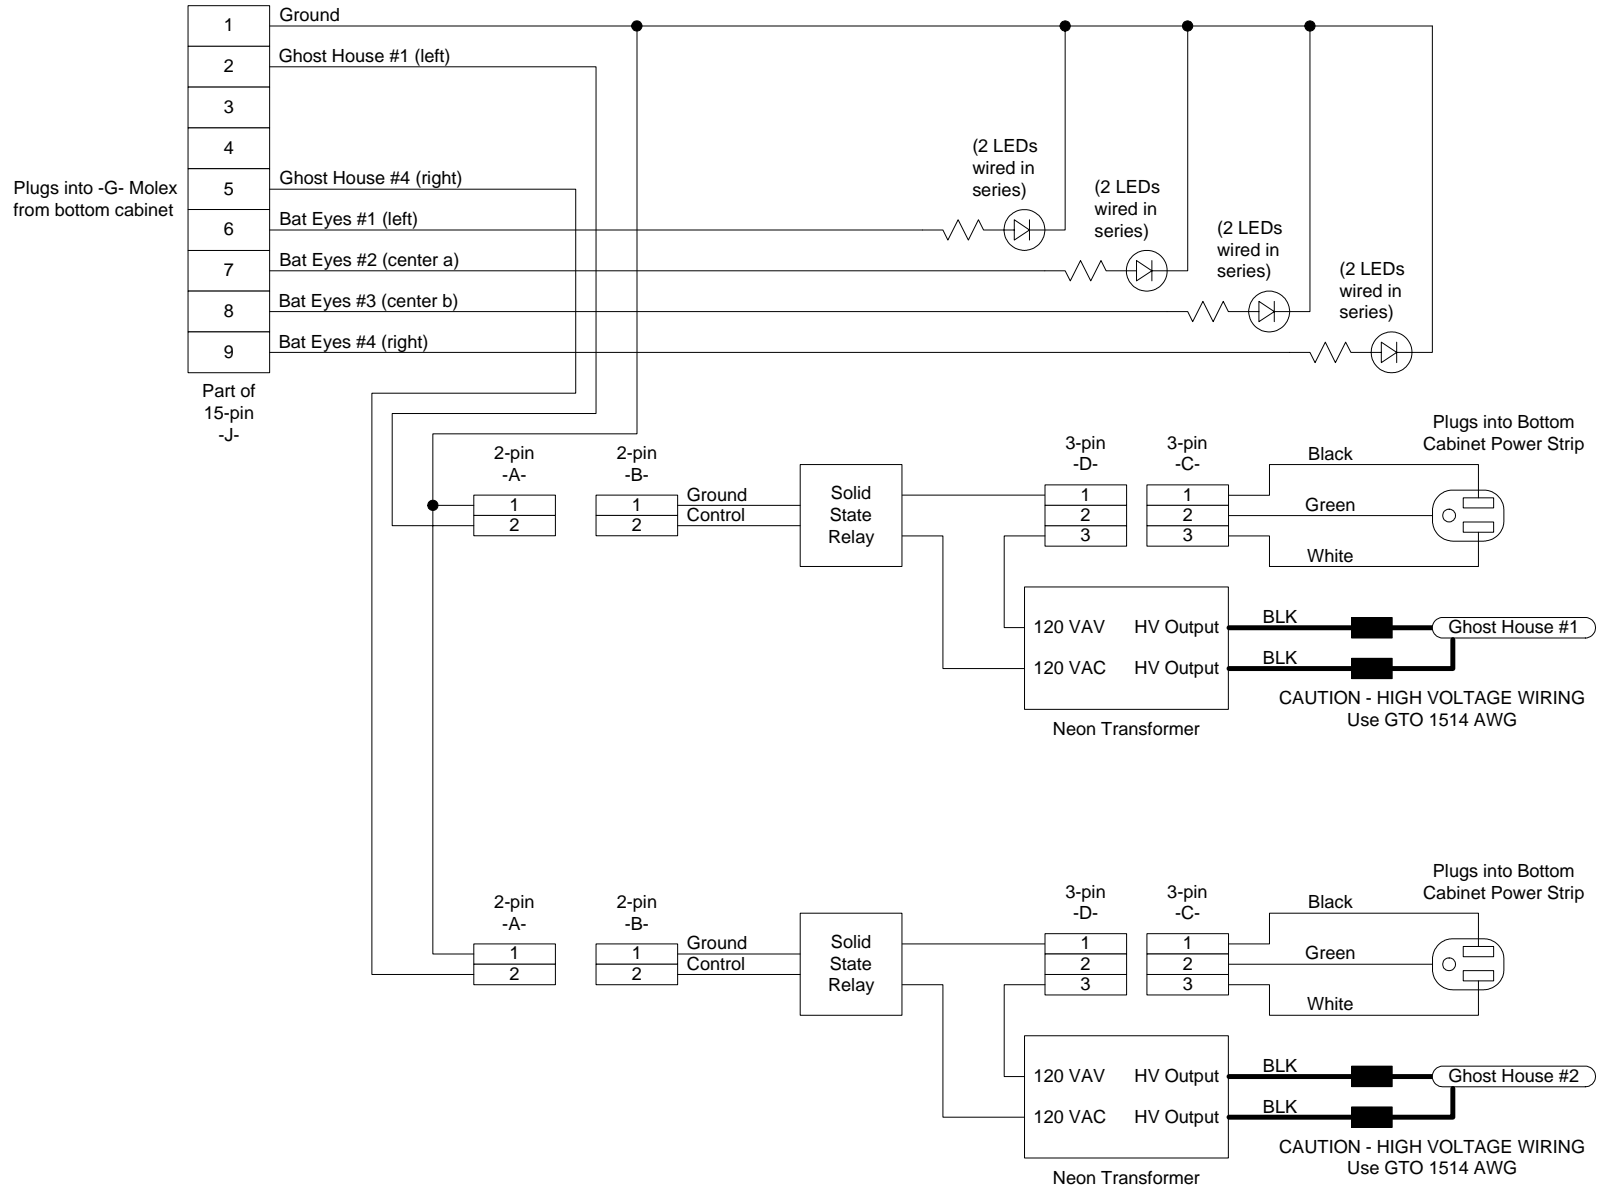 1
Ground
2
Ghost House #1 (left)
3
4
5
Ghost House #4 (right)
6
Bat Eyes #1 (left)
7
Bat Eyes #2 (center a)
8
Bat Eyes #3 (center b)
9
Bat Eyes #4 (right)
Plugs into -G- Molex
from bottom cabinet
Part of
15-pin
-J-
(2 LEDs
wired in
series)
(2 LEDs
wired in
series)
(2 LEDs
wired in
series)
(2 LEDs
wired in
series)
2-pin
-A-
1
2
2-pin
-B-
1
2
Ground
Control
Solid
State
Relay
3-pin
-D-
1
2
3
3-pin
-C-
1
2
3
Black
Green
White
Plugs into Bottom
Cabinet Power Strip
120 VAV
HV Output
120 VAC
HV Output
Neon Transformer
BLK
BLK
Ghost House #1
CAUTION - HIGH VOLTAGE WIRING
Use GTO 1514 AWG
2-pin
-A-
1
2
2-pin
-B-
1
2
Ground
Control
Solid
State
Relay
3-pin
-D-
1
2
3
3-pin
-C-
1
2
3
Black
Green
White
Plugs into Bottom
Cabinet Power Strip
120 VAV
HV Output
120 VAC
HV Output
Neon Transformer
BLK
BLK
Ghost House #2
CAUTION - HIGH VOLTAGE WIRING
Use GTO 1514 AWG